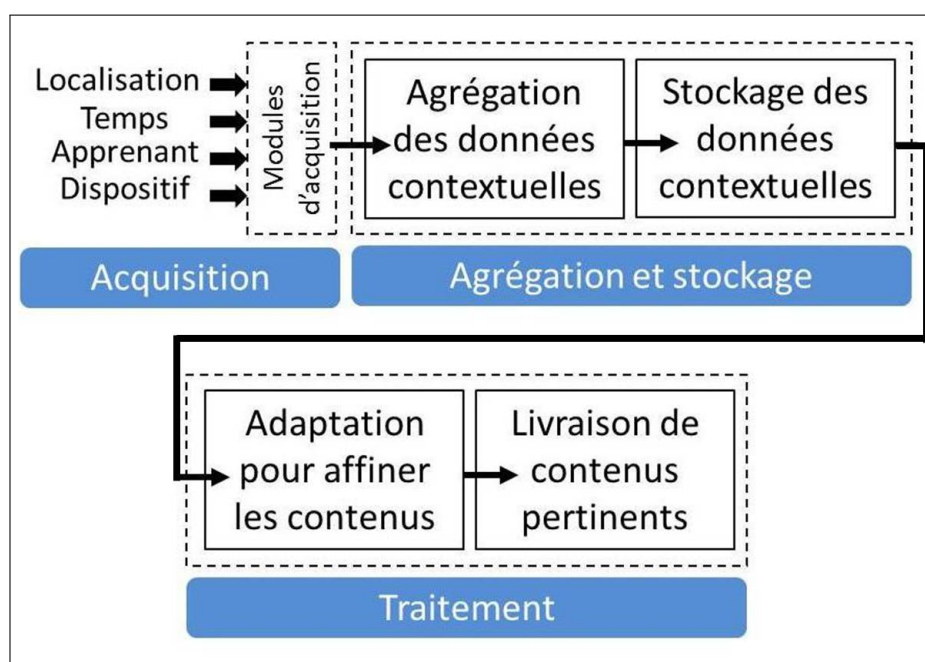 Localisation
Temps
Apprenant
Dispositif
Modules
d'acquisition
Agrégation
des données
contextuelles
Stockage des
données
contextuelles
Acquisition
Agrégation et stockage
Adaptation
pour affiner
les contenus
Livraison de
contenus
pertinents
Traitement